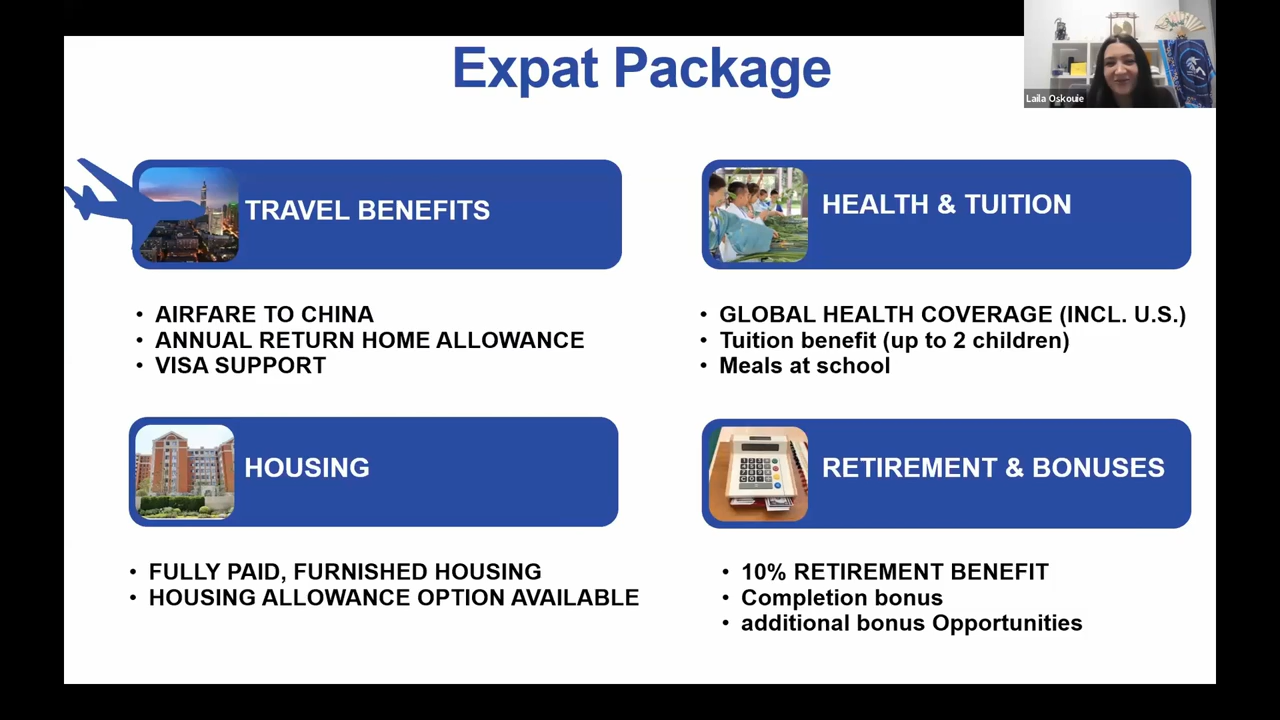 Expat Package
Laila Oskouie
TRAVEL BENEFITS
• AIRFARE TO CHINA
• ANNUAL RETURN HOME ALLOWANCE
• VISA SUPPORT
HEALTH & TUITION
• GLOBAL HEALTH COVERAGE (INCL. U.S.)
• Tuition benefit (up to 2 children)
• Meals at school
HOUSING
• FULLY PAID, FURNISHED HOUSING
• HOUSING ALLOWANCE OPTION AVAILABLE
RETIREMENT & BONUSES
• 10% RETIREMENT BENEFIT
• Completion bonus
• additional bonus Opportunities